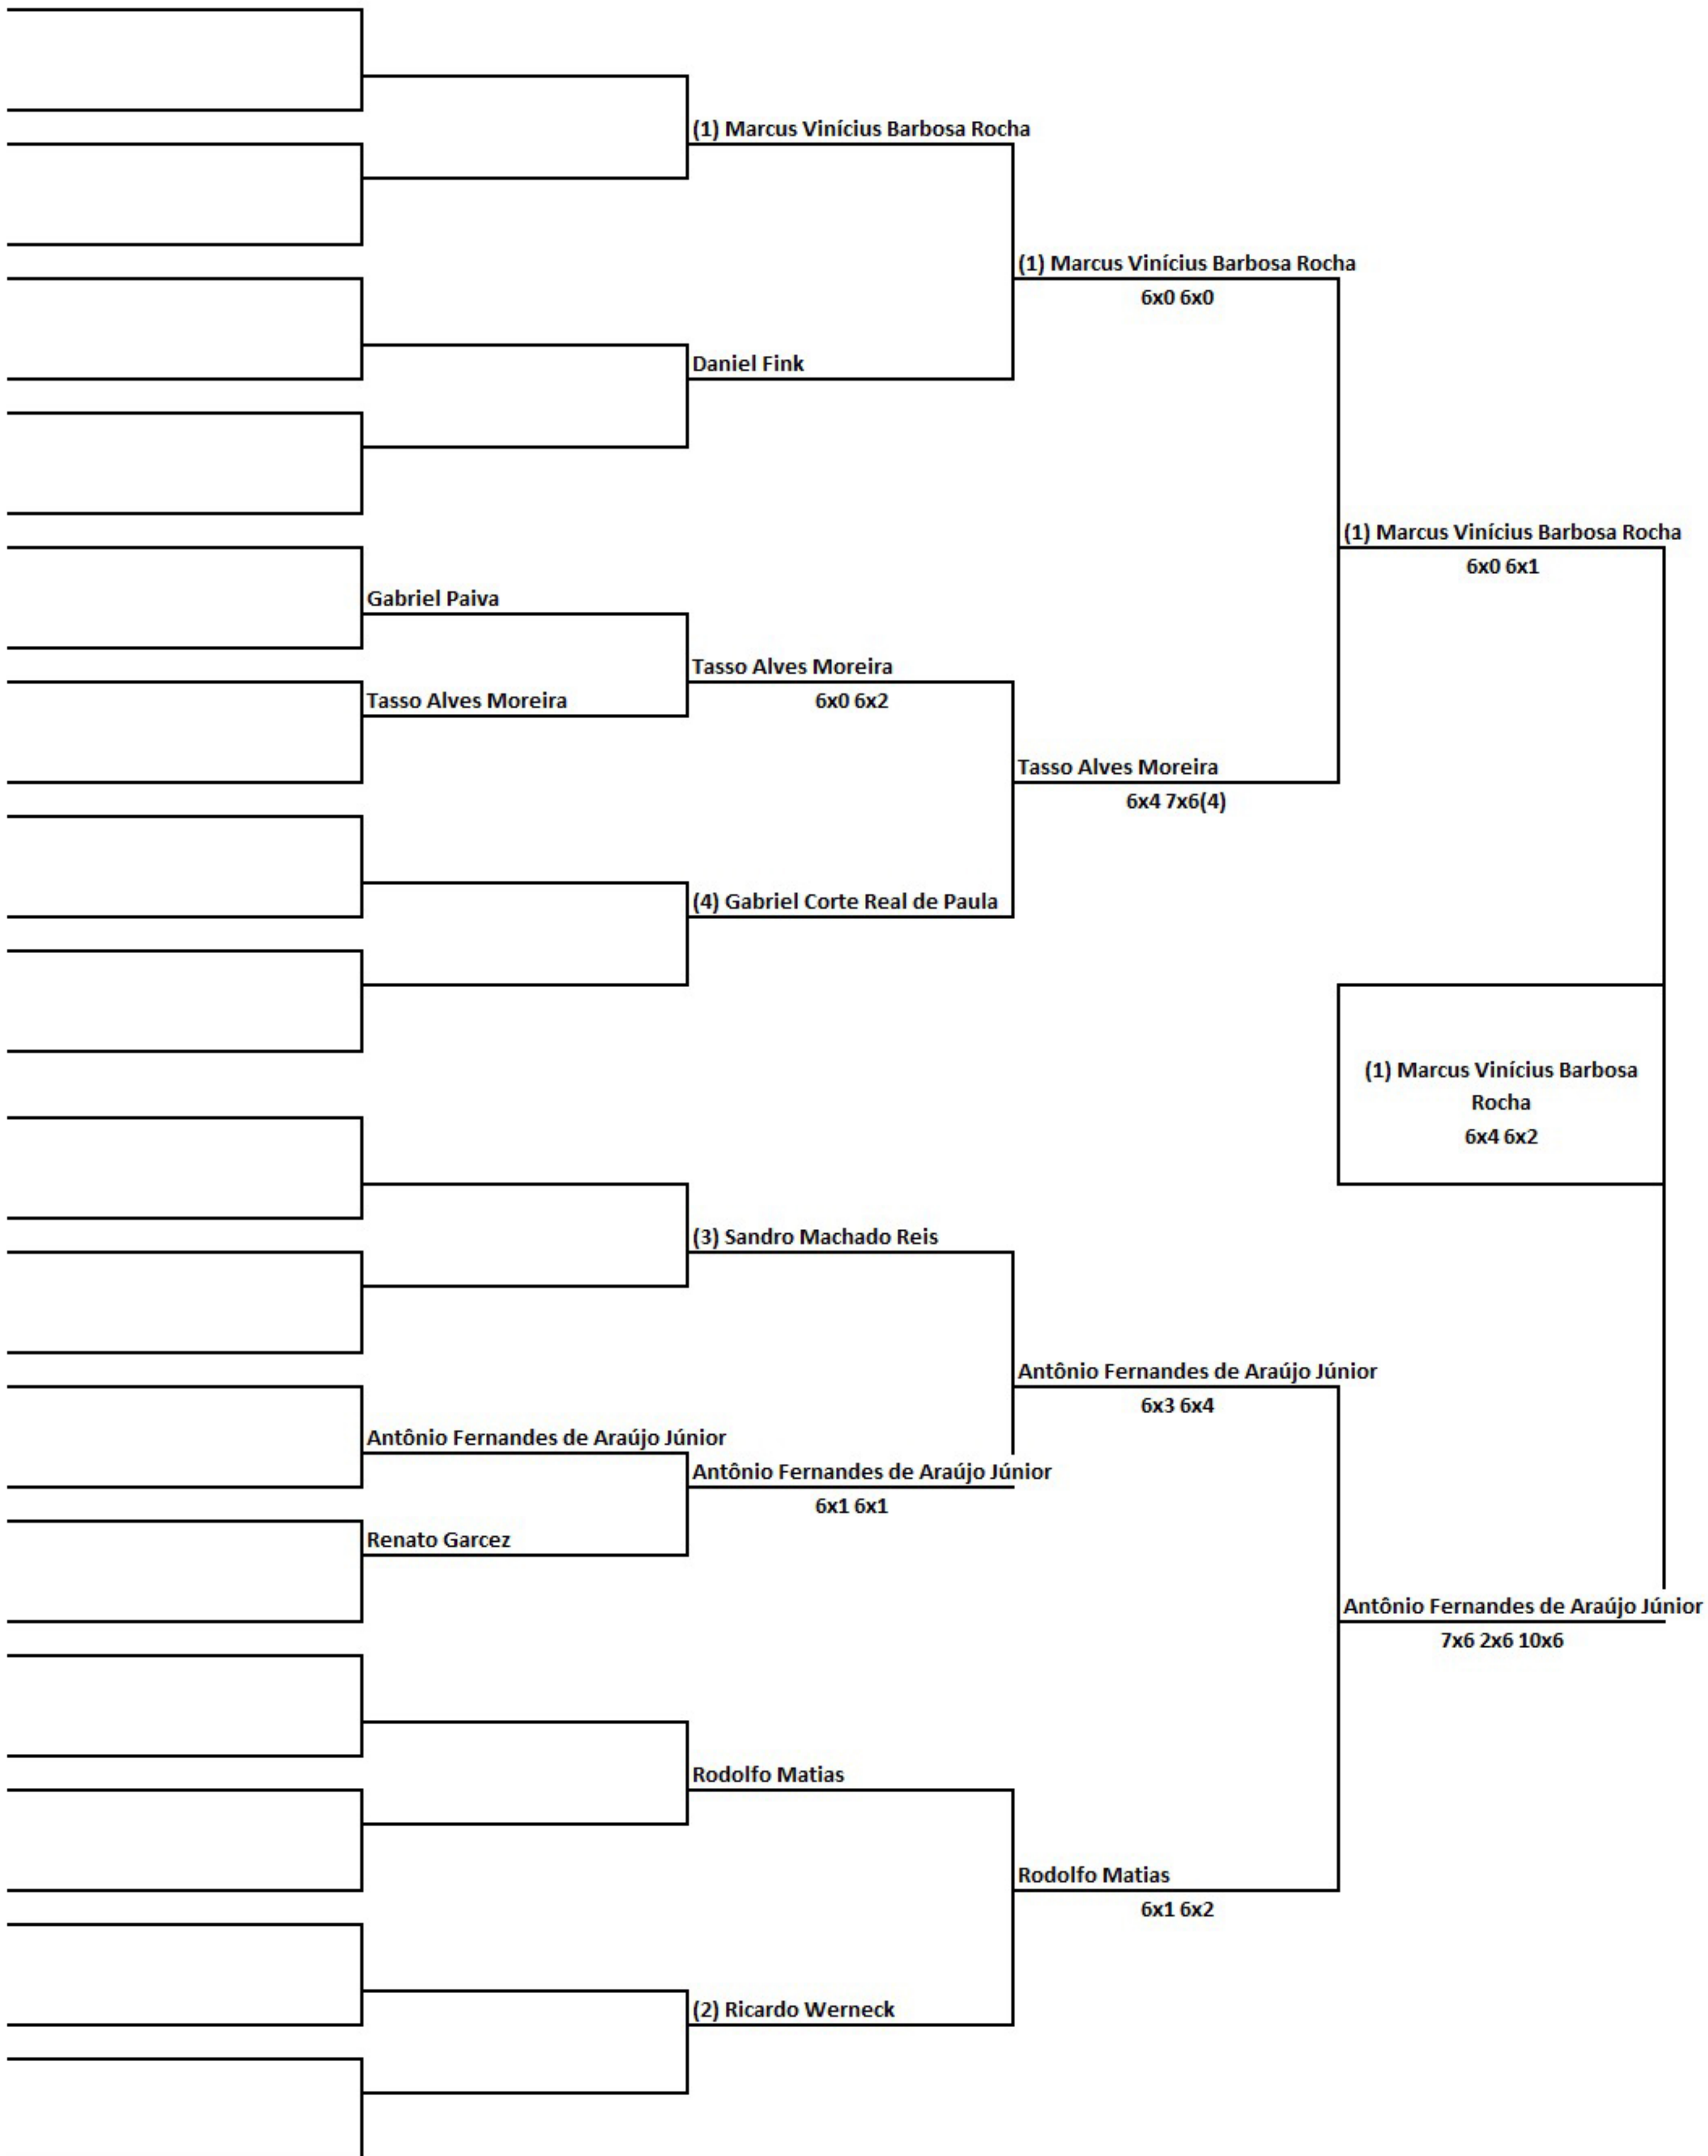 (1) Marcus Vinícius Barbosa Rocha
(1) Marcus Vinícius Barbosa Rocha
6x0 6x0
Daniel Fink
(1) Marcus Vinícius Barbosa Rocha
6x0 6x1
Gabriel Paiva
Tasso Alves Moreira
Tasso Alves Moreira
6x0 6x2
Tasso Alves Moreira
6x4 7x6(4)
(4) Gabriel Corte Real de Paula
(1) Marcus Vinícius Barbosa
Rocha
6x4 6x2
(3) Sandro Machado Reis
Antônio Fernandes de Araújo Júnior
6x3 6x4
Antônio Fernandes de Araújo Júnior
Antônio Fernandes de Araújo Júnior
6x1 6x1
Renato Garcez
Antônio Fernandes de Araújo Júnior
7x6 2x6 10x6
Rodolfo Matias
Rodolfo Matias
6x1 6x2
(2) Ricardo Werneck